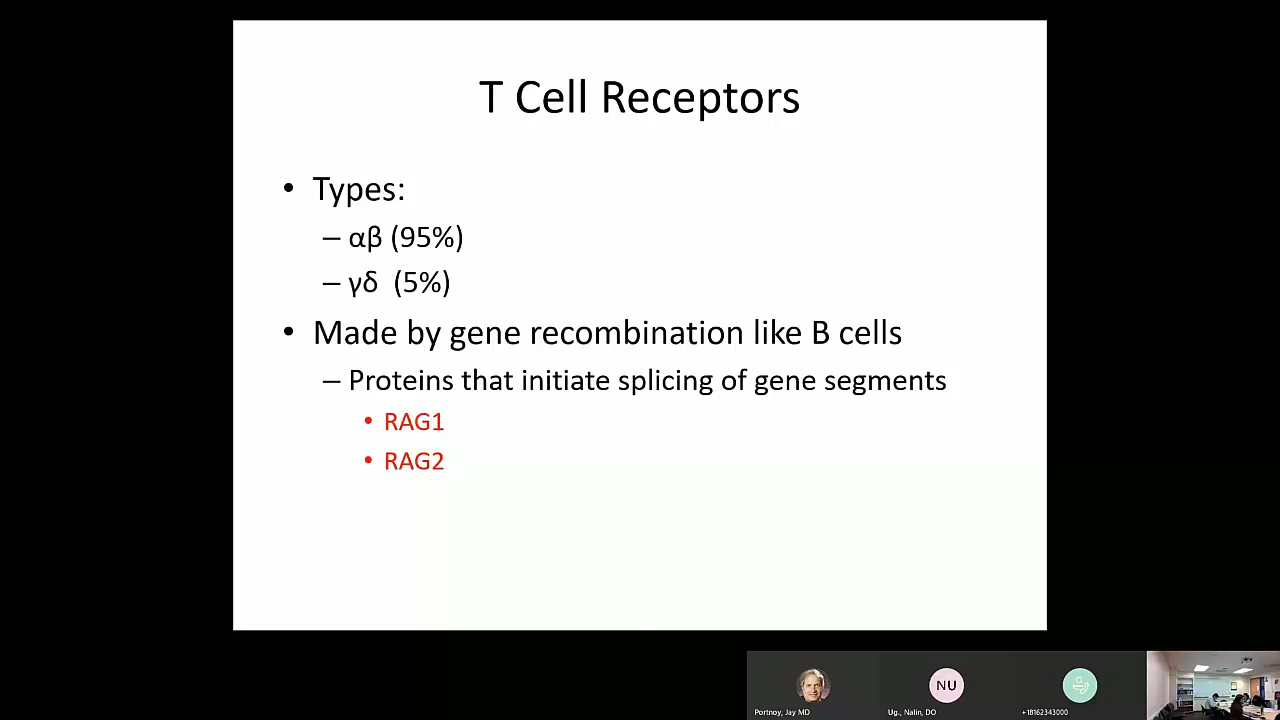 T Cell Receptors
• Types:
– αβ (95%)
– γδ (5%)
• Made by gene recombination like B cells
– Proteins that initiate splicing of gene segments
• RAG1
• RAG2
NU
Portnoy, Jay MD
Ug., Nalin, DO
+18162343000